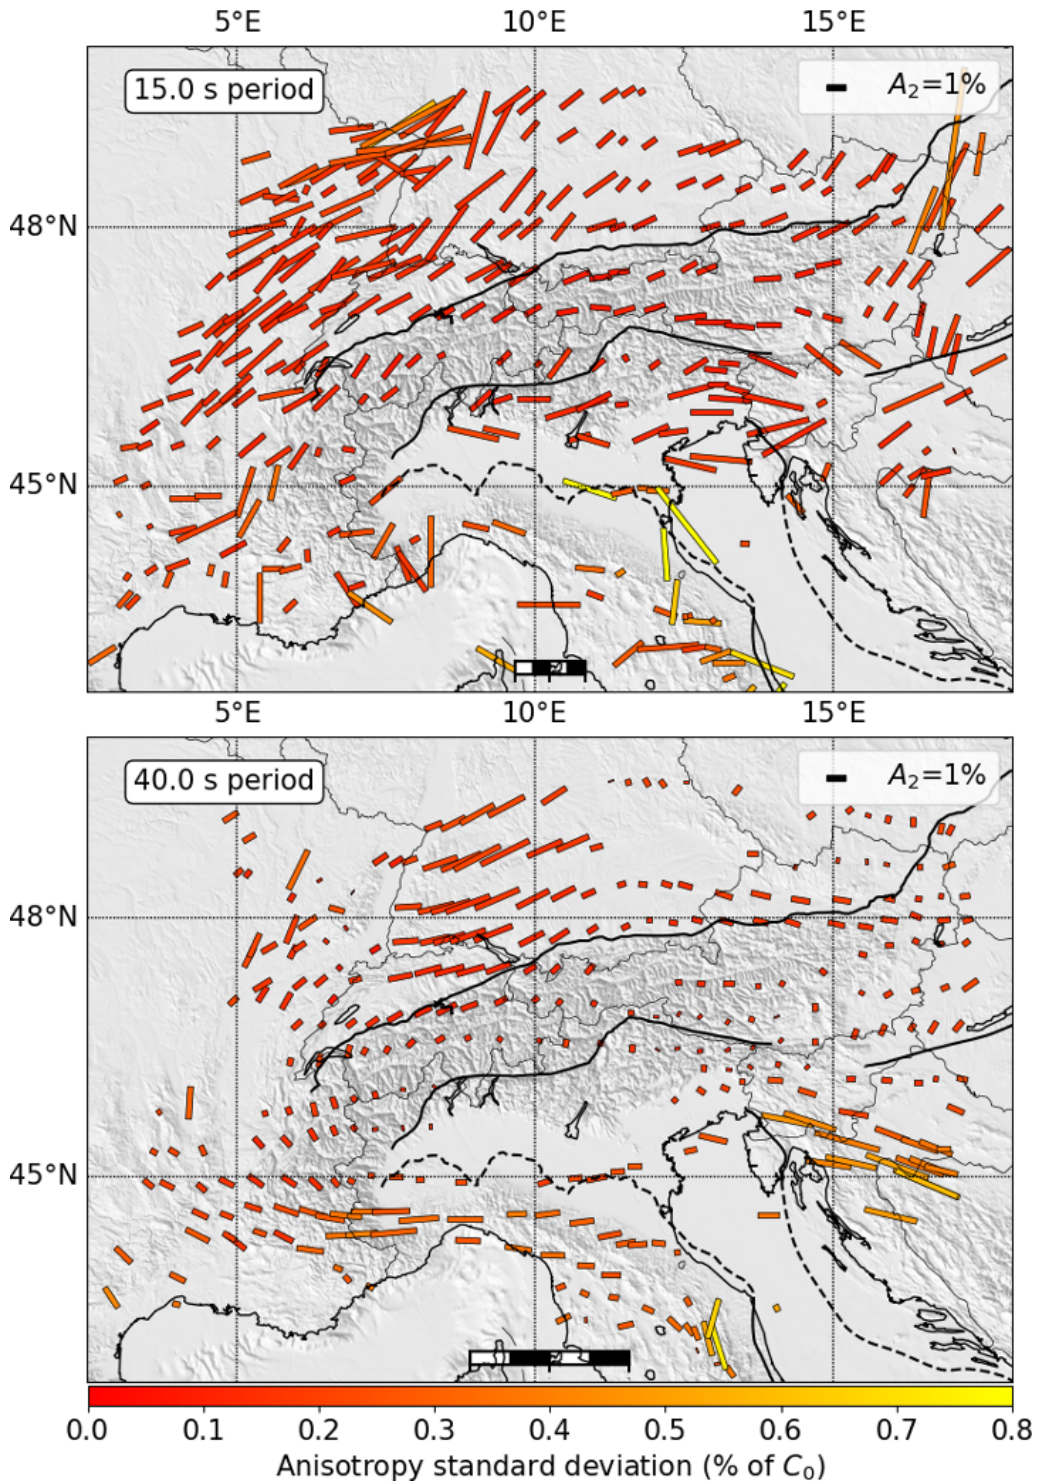 5°E 10°E 15°E
15.0 s period
A₂=1%
48°N
45°N
5°E 10°E 15°E
40.0 s period
A₂=1%
48°N
45°N
0.0 0.1 0.2 0.3 0.4 0.5 0.6 0.7 0.8
Anisotropy standard deviation (% of C₀)